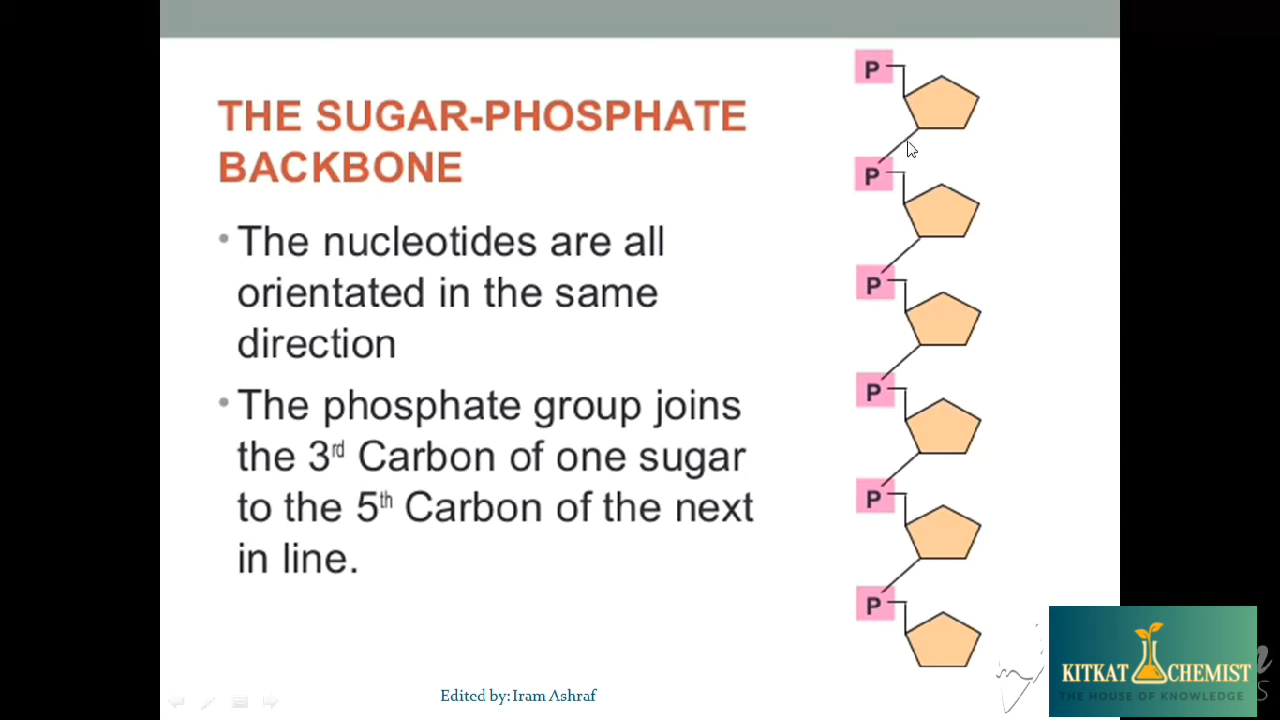 THE SUGAR-PHOSPHATE
BACKBONE
• The nucleotides are all
orientated in the same
direction
• The phosphate group joins
the 3rd Carbon of one sugar
to the 5th Carbon of the next
in line.
P
P
P
P
P
P
Edited by: Iram Ashraf
KITKAT CHEMIST
THE HOUSE OF KNOWLEDGE